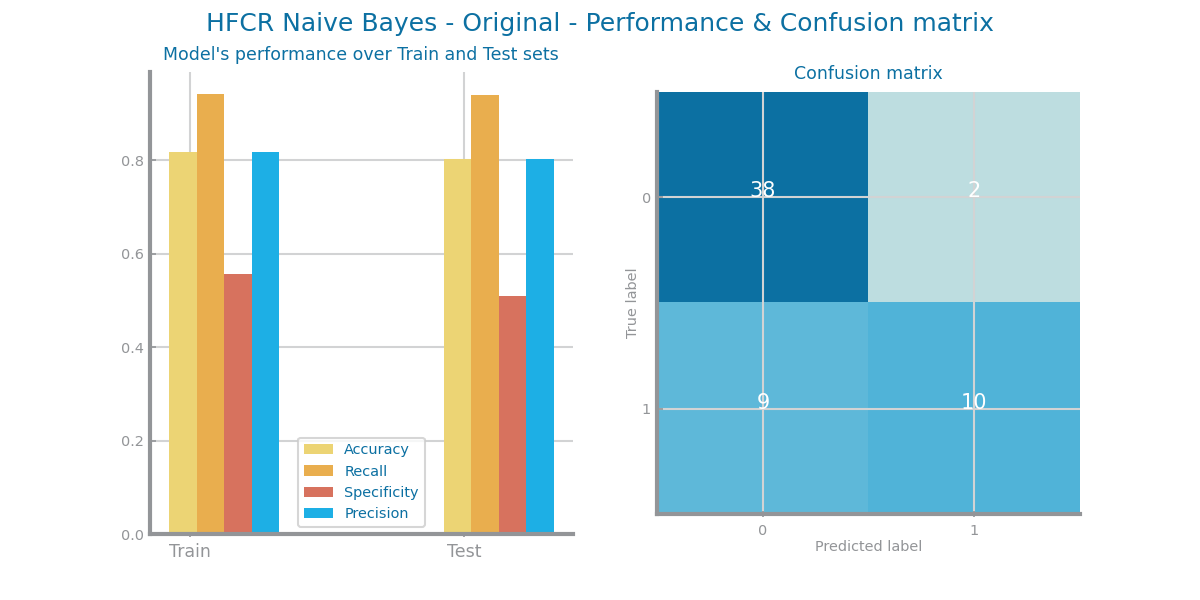 HFCR Naive Bayes - Original - Performance & Confusion matrix
Model's performance over Train and Test sets
0.8
0.6
0.4
0.2
0.0
Train
Test
Accuracy
Recall
Specificity
Precision
Confusion matrix
True label
0
1
38
2
9
10
0
1
Predicted label